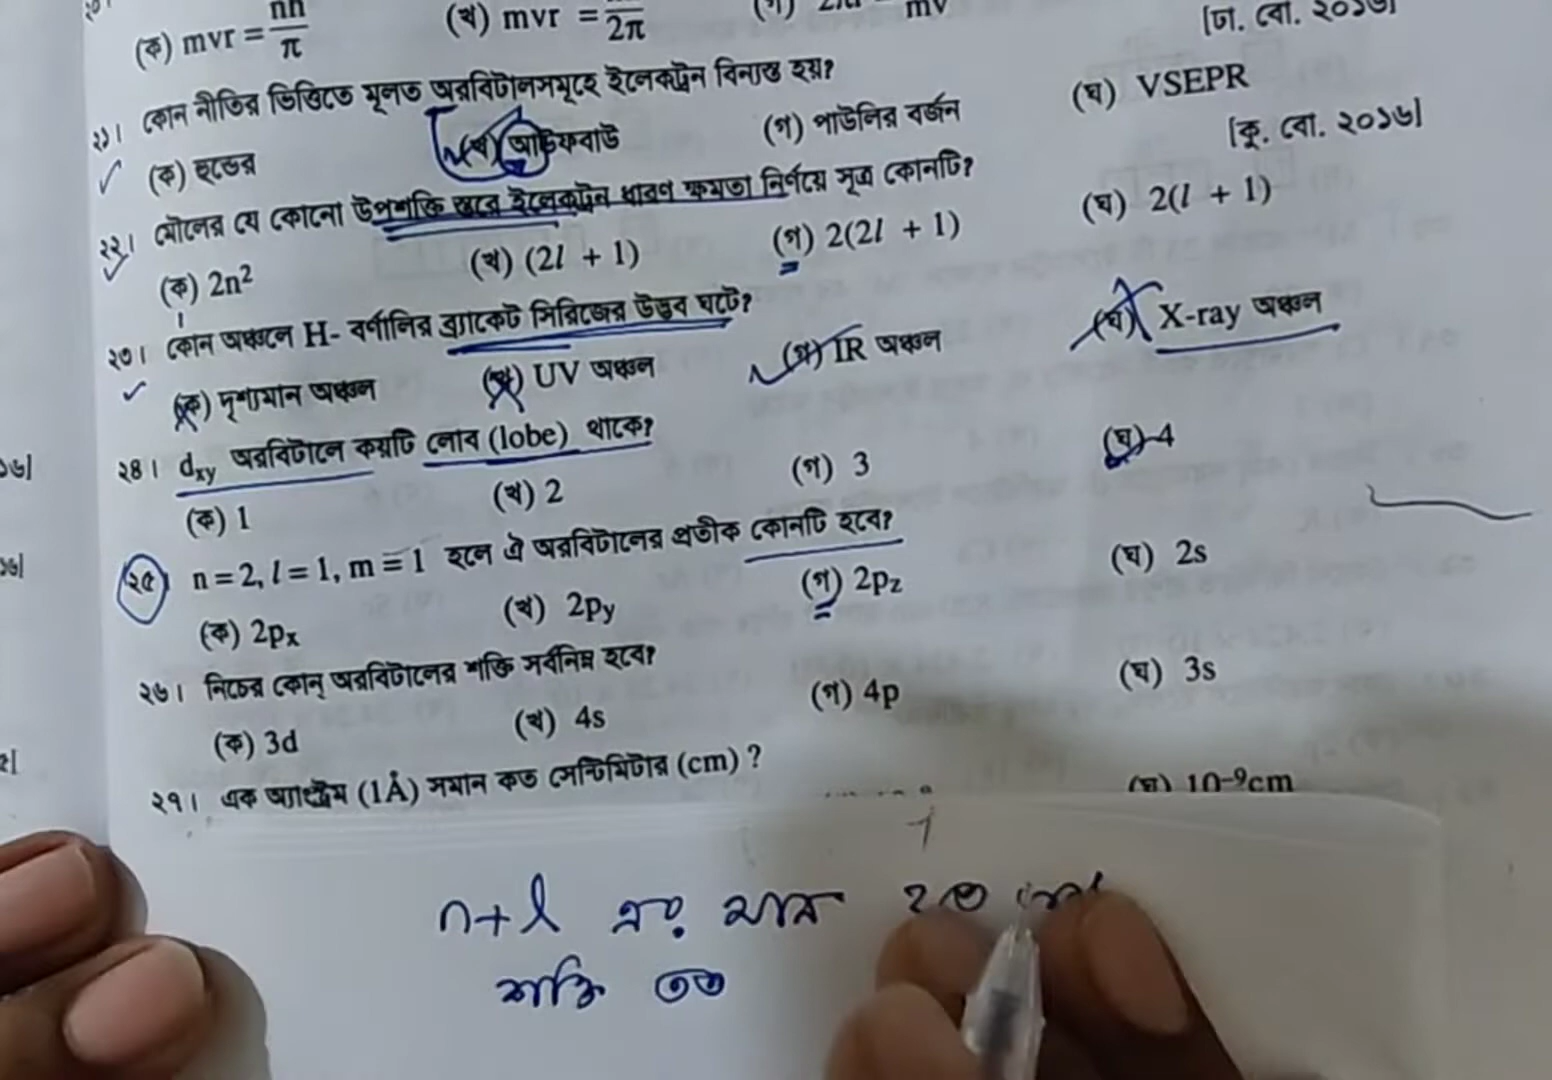 (ক) mvr = nh/π (খ) mvr = /2π (গ) mv
[ঢা. বো. ২০১৬]
২১। কোন নীতির ভিত্তিতে মূলত অরবিটালসমূহে ইলেকট্রন বিন্যস্ত হয়?
(ক) হুন্ডের (খ) আউফবাউ (গ) পাউলির বর্জন (ঘ) VSEPR
[কু. বো. ২০১৬]
২২। মৌলের যে কোনো উপশক্তি স্তরে ইলেকট্রন ধারণ ক্ষমতা নির্ণয়ে সূত্র কোনটি?
(ক) 2n² (খ) (2l + 1) (গ) 2(2l + 1) (ঘ) 2(l + 1)
২৩। কোন অঞ্চলে H- বর্ণালির ব্র্যাকেট সিরিজের উদ্ভব ঘটে?
(ক) দৃশ্যমান অঞ্চল (খ) UV অঞ্চল (গ) IR অঞ্চল (ঘ) X-ray অঞ্চল
২৪। dxy অরবিটালে কয়টি লোব (lobe) থাকে?
(ক) 1 (খ) 2 (গ) 3 (ঘ) 4
২৫। n = 2, l = 1, m = 1 হলে ঐ অরবিটালের প্রতীক কোনটি হবে?
(ক) 2px (খ) 2py (গ) 2pz (ঘ) 2s
২৬। নিচের কোন্ অরবিটালের শক্তি সর্বনিম্ন হবে?
(ক) 3d (খ) 4s (গ) 4p (ঘ) 3s
২৭। এক অ্যাংস্ট্রম (1Å) সমান কত সেন্টিমিটার (cm) ?
(ঘ) 10⁻⁹cm
n+l এর মান যত
শক্তি তত